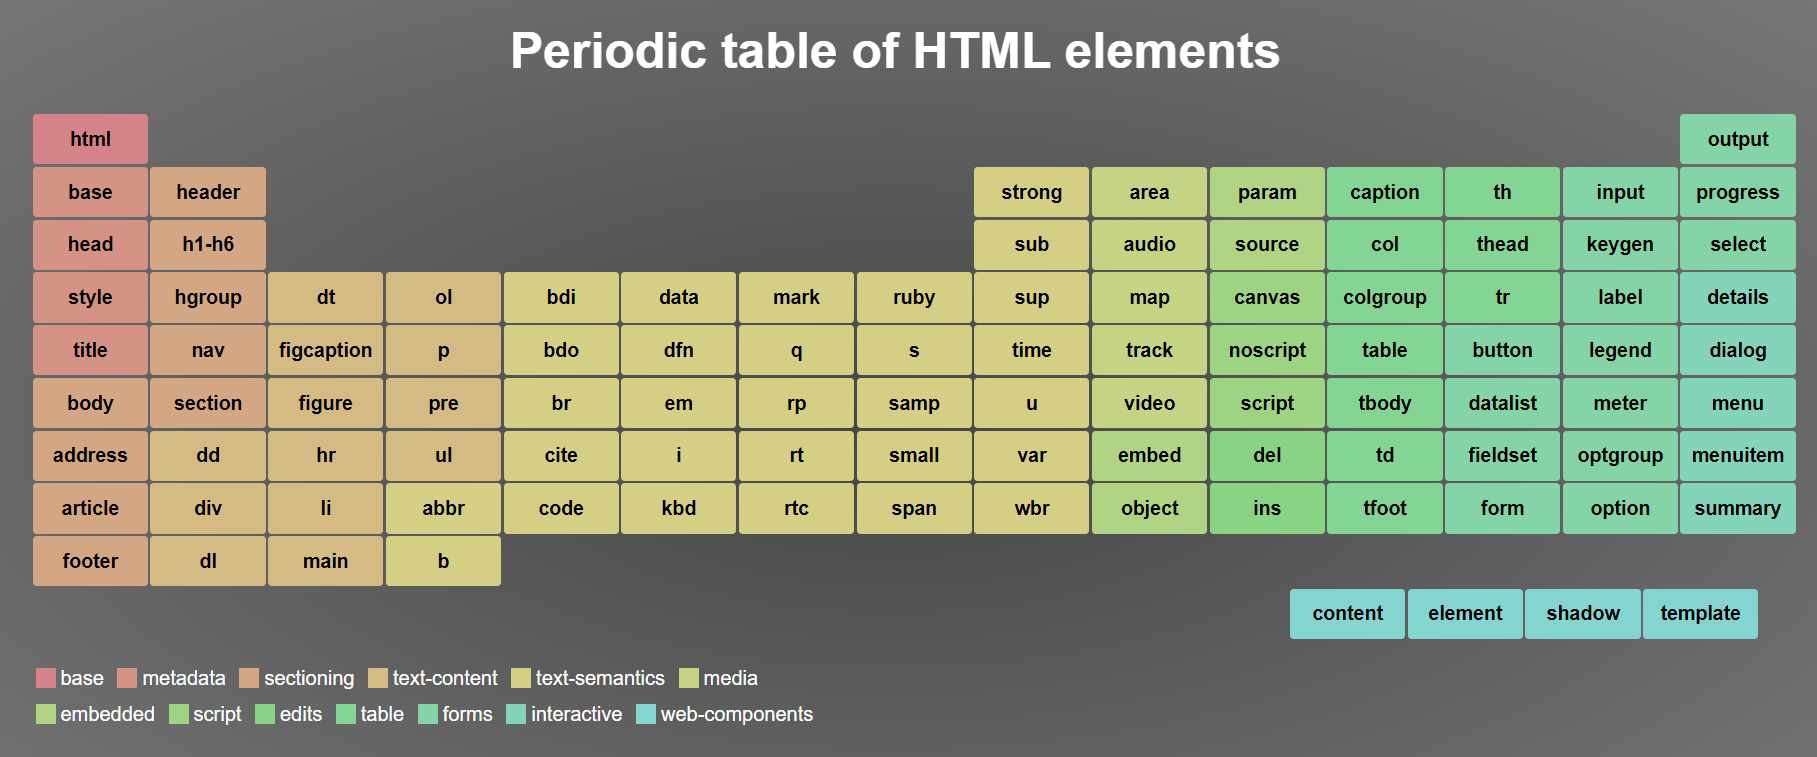 Periodic table of HTML elements
html output
base header strong area param caption th input progress
head h1-h6 sub audio source col thead keygen select
style hgroup dt ol bdi data mark ruby sup map canvas colgroup tr label details
title nav figcaption p bdo dfn q s time track noscript table button legend dialog
body section figure pre br em rp samp u video script tbody datalist meter menu
address dd hr ul cite i rt small var embed del td fieldset optgroup menuitem
article div li abbr code kbd rtc span wbr object ins tfoot form option summary
footer dl main b
content element shadow template
base metadata sectioning text-content text-semantics media
embedded script edits table forms interactive web-components